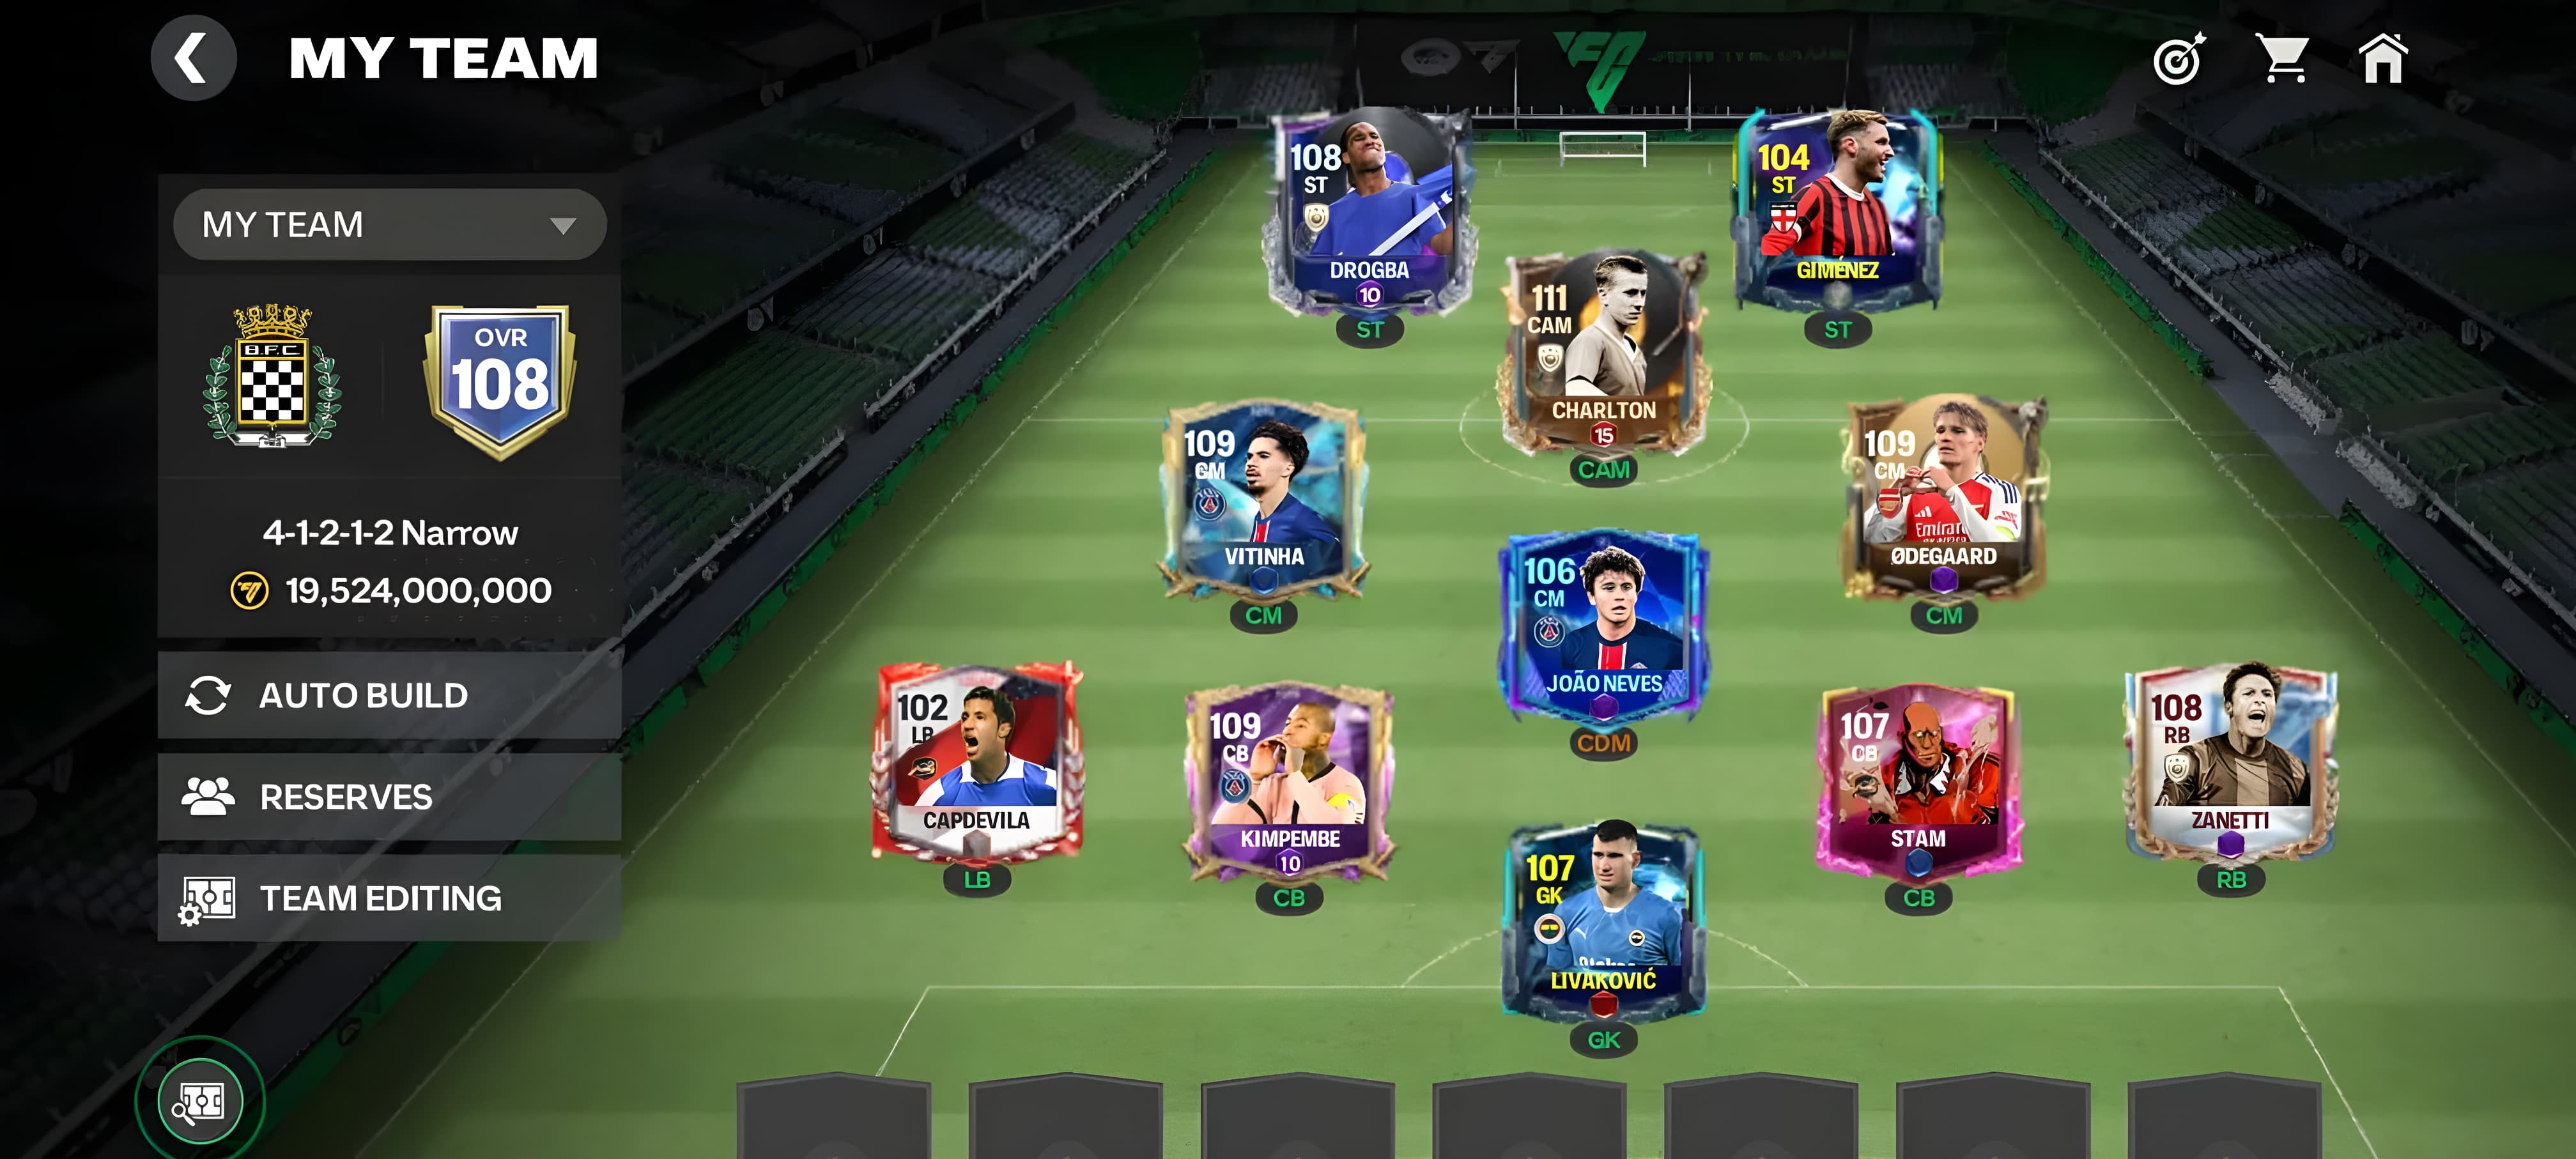 MY TEAM
MY TEAM
B.F.C
OVR
108
4-1-2-1-2 Narrow
19,524,000,000
AUTO BUILD
RESERVES
TEAM EDITING
108
ST
DROGBA
10
ST
104
ST
GIMÉNEZ
ST
111
CAM
CHARLTON
15
CAM
109
CM
VITINHA
CM
109
CM
ØDEGAARD
CM
106
CM
JOÃO NEVES
CDM
102
LB
CAPDEVILA
LB
109
CB
KIMPEMBE
10
CB
107
CB
STAM
CB
108
RB
ZANETTI
RB
107
GK
LIVAKOVIĆ
GK